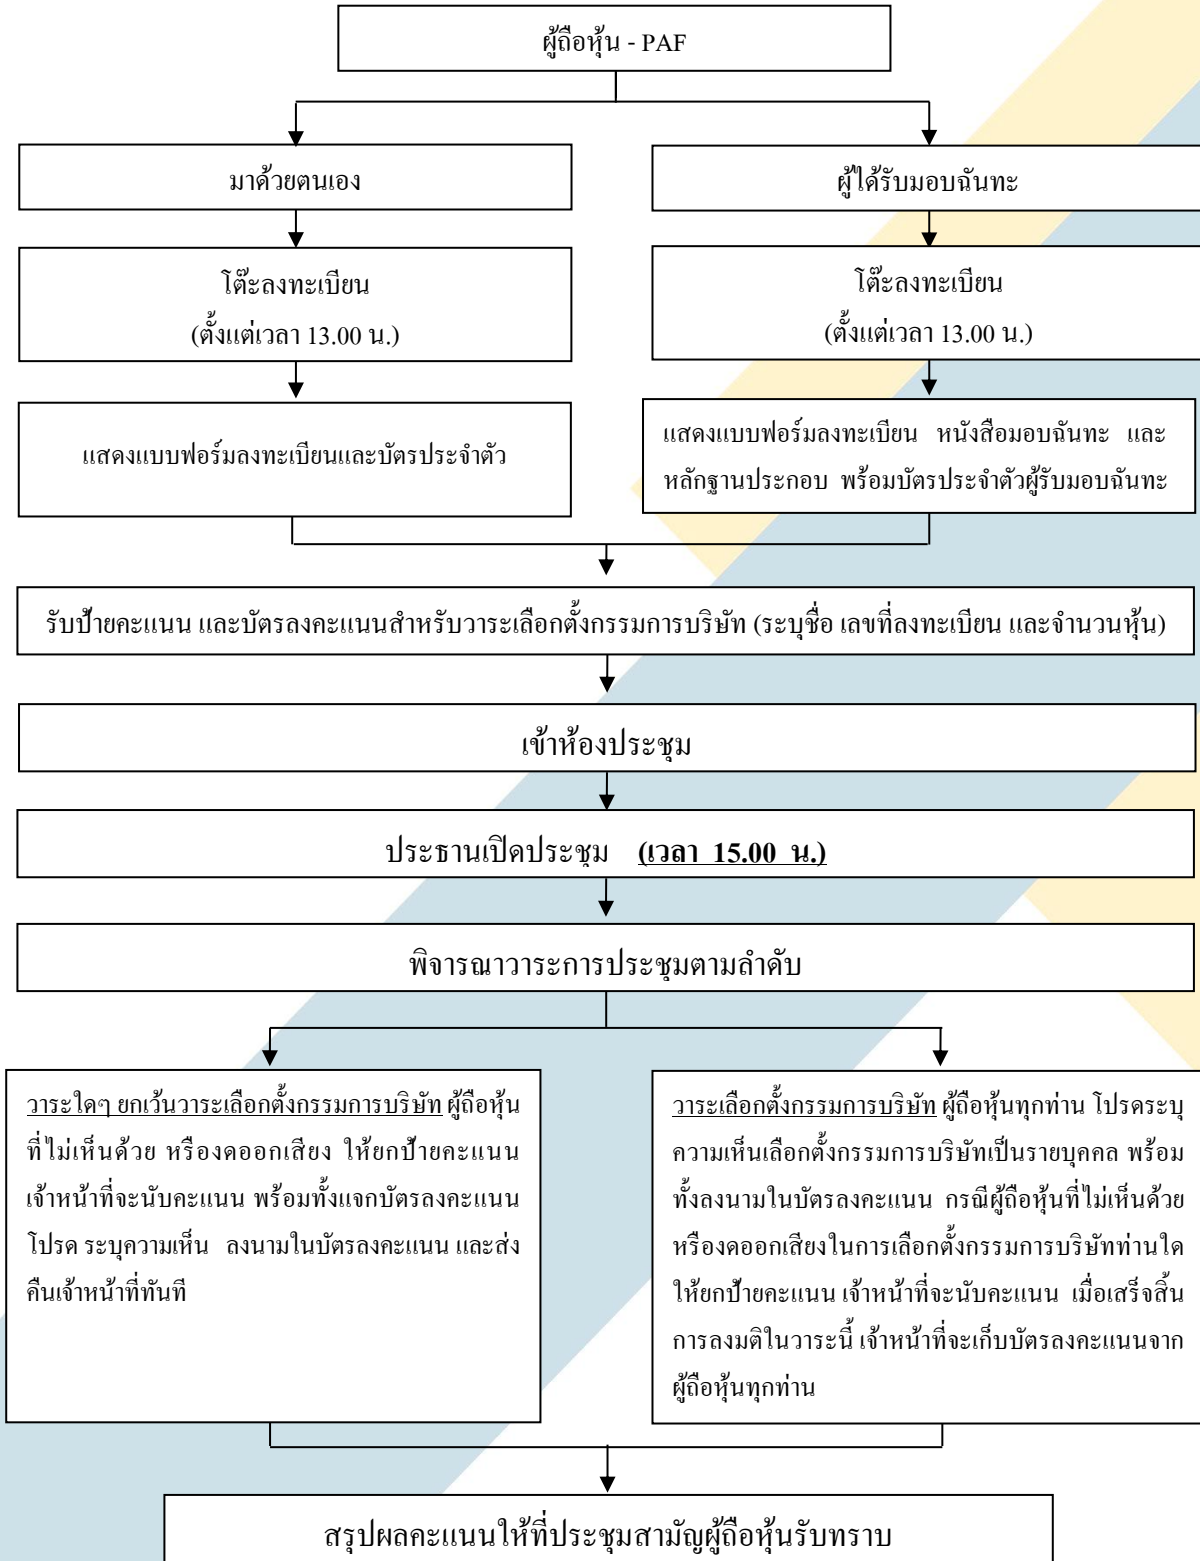 ผู้ถือหุ้น - PAF
มาด้วยตนเอง
ผู้ได้รับมอบฉันทะ
โต๊ะลงทะเบียน
(ตั้งแต่เวลา 13.00 น.)
โต๊ะลงทะเบียน
(ตั้งแต่เวลา 13.00 น.)
แสดงแบบฟอร์มลงทะเบียนและบัตรประจำตัว
แสดงแบบฟอร์มลงทะเบียน หนังสือมอบฉันทะ และ
หลักฐานประกอบ พร้อมบัตรประจำตัวผู้รับมอบฉันทะ
รับป้ายคะแนน และบัตรลงคะแนนสำหรับวาระเลือกตั้งกรรมการบริษัท (ระบุชื่อ เลขที่ลงทะเบียน และจำนวนหุ้น)
เข้าห้องประชุม
ประธานเปิดประชุม (เวลา 15.00 น.)
พิจารณาวาระการประชุมตามลำดับ
วาระใดๆ ยกเว้นวาระเลือกตั้งกรรมการบริษัท ผู้ถือหุ้น
ที่ไม่เห็นด้วย หรืองดออกเสียง ให้ยกป้ายคะแนน
เจ้าหน้าที่จะนับคะแนน พร้อมทั้งแจกบัตรลงคะแนน
โปรด ระบุความเห็น ลงนามในบัตรลงคะแนน และส่ง
คืนเจ้าหน้าที่ทันที
วาระเลือกตั้งกรรมการบริษัท ผู้ถือหุ้นทุกท่าน โปรดระบุ
ความเห็นเลือกตั้งกรรมการบริษัทเป็นรายบุคคล พร้อม
ทั้งลงนามในบัตรลงคะแนน กรณีผู้ถือหุ้นที่ไม่เห็นด้วย
หรืองดออกเสียงในการเลือกตั้งกรรมการบริษัทท่านใด
ให้ยกป้ายคะแนน เจ้าหน้าที่จะนับคะแนน เมื่อเสร็จสิ้น
การลงมติในวาระนี้ เจ้าหน้าที่จะเก็บบัตรลงคะแนนจาก
ผู้ถือหุ้นทุกท่าน
สรุปผลคะแนนให้ที่ประชุมสามัญผู้ถือหุ้นรับทราบ